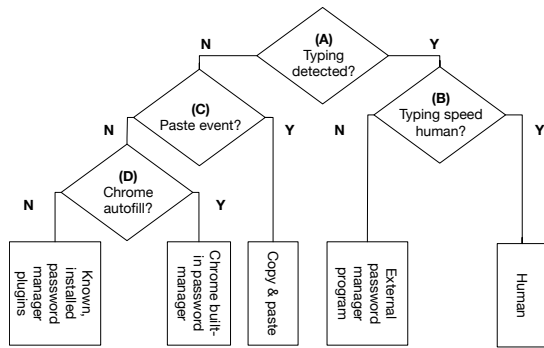 (A)
Typing
detected?
N
Y
(C)
Paste event?
(B)
Typing speed
human?
N
Y
N
Y
(D)
Chrome
autofill?
N
Y
Known,
installed
password
manager
plugins
Chrome built-
in password
manager
Copy & paste
External
password
manager
program
Human